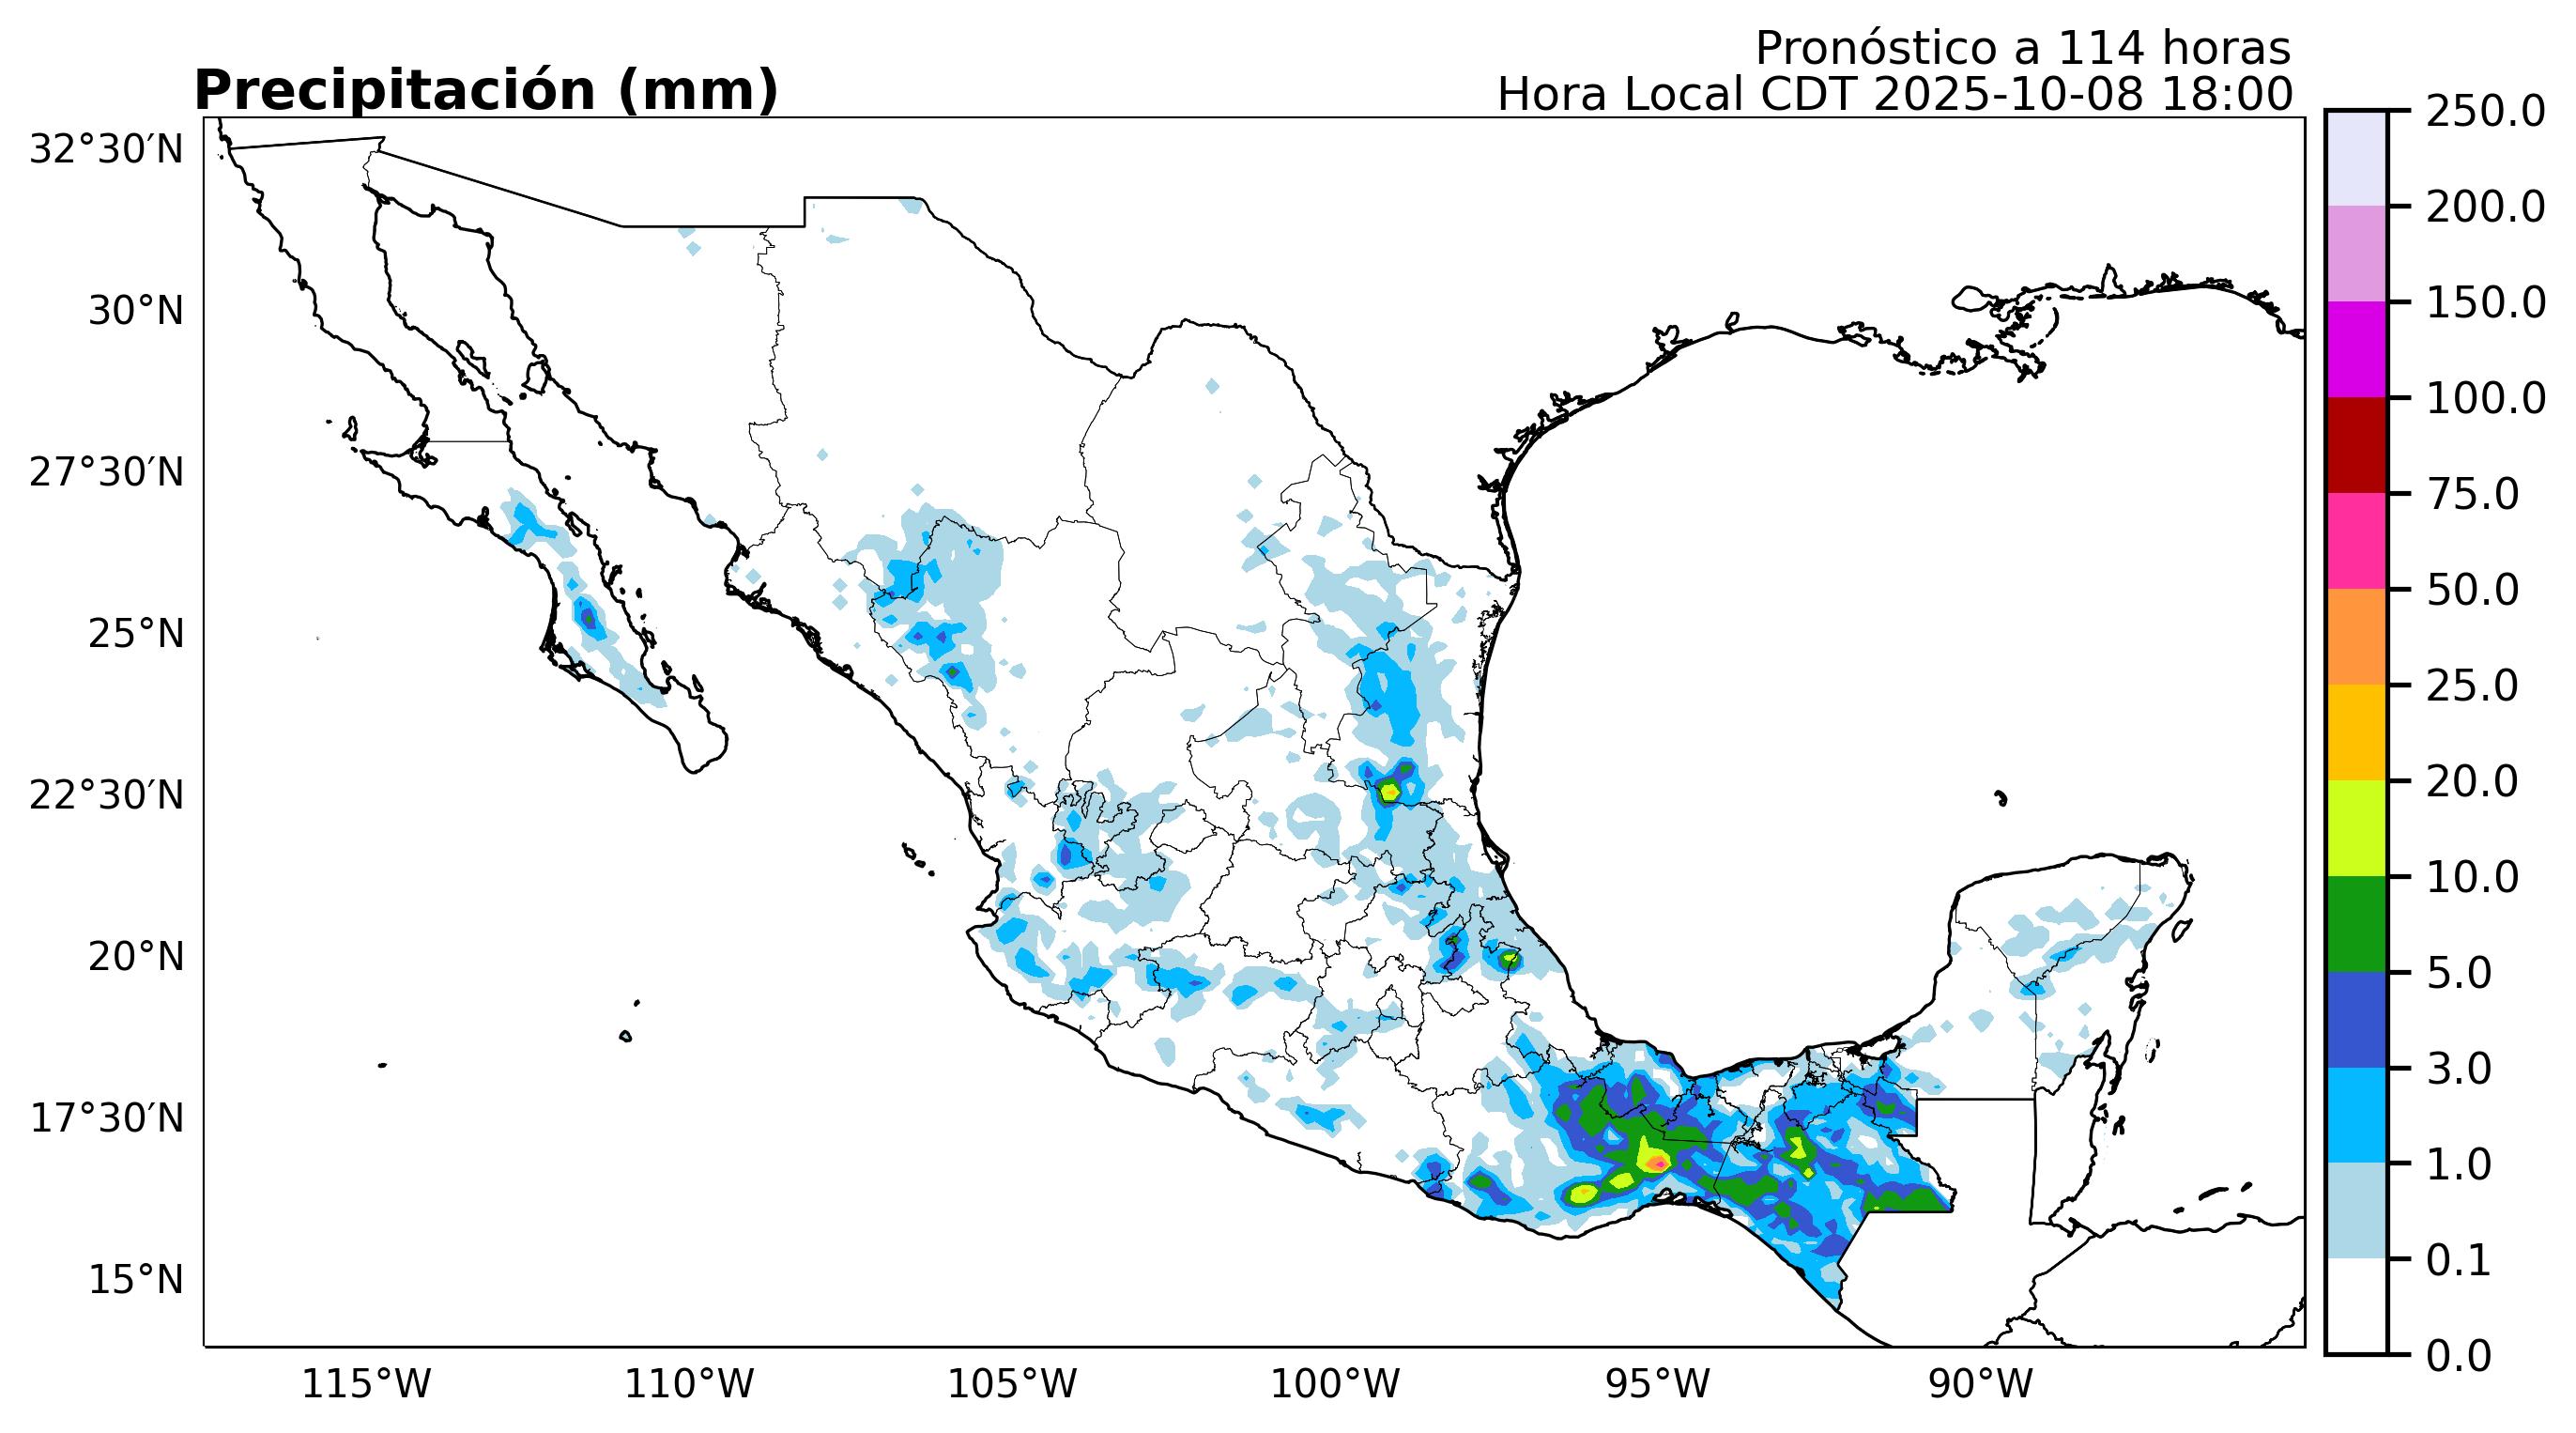 Pronóstico a 114 horas
Precipitación (mm)
Hora Local CDT 2025-10-08 18:00
32°30′N
30°N
27°30′N
25°N
22°30′N
20°N
17°30′N
15°N
115°W
110°W
105°W
100°W
95°W
90°W
250.0
200.0
150.0
100.0
75.0
50.0
25.0
20.0
10.0
5.0
3.0
1.0
0.1
0.0